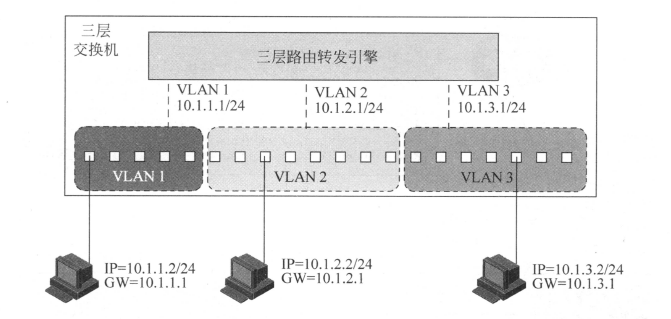 三层
交换机
三层路由转发引擎
VLAN 1
10.1.1.1/24
VLAN 2
10.1.2.1/24
VLAN 3
10.1.3.1/24
VLAN 1
VLAN 2
VLAN 3
IP=10.1.1.2/24
GW=10.1.1.1
IP=10.1.2.2/24
GW=10.1.2.1
IP=10.1.3.2/24
GW=10.1.3.1